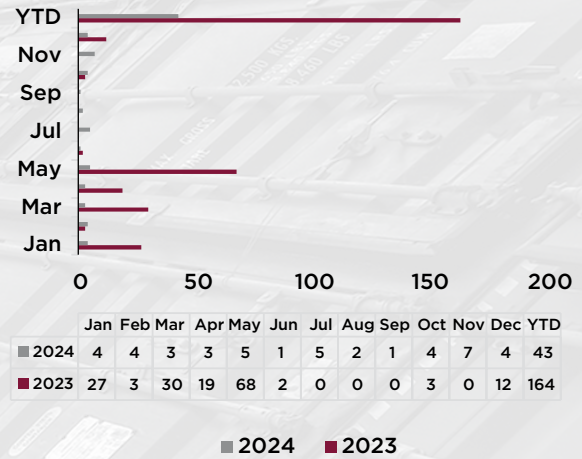 YTD
Nov
Sep
Jul
May
Mar
Jan
0 50 100 150 200
Jan Feb Mar Apr May Jun Jul Aug Sep Oct Nov Dec YTD
2024 4 4 3 3 5 1 5 2 1 4 7 4 43
2023 27 3 30 19 68 2 0 0 0 3 0 12 164
2024 2023